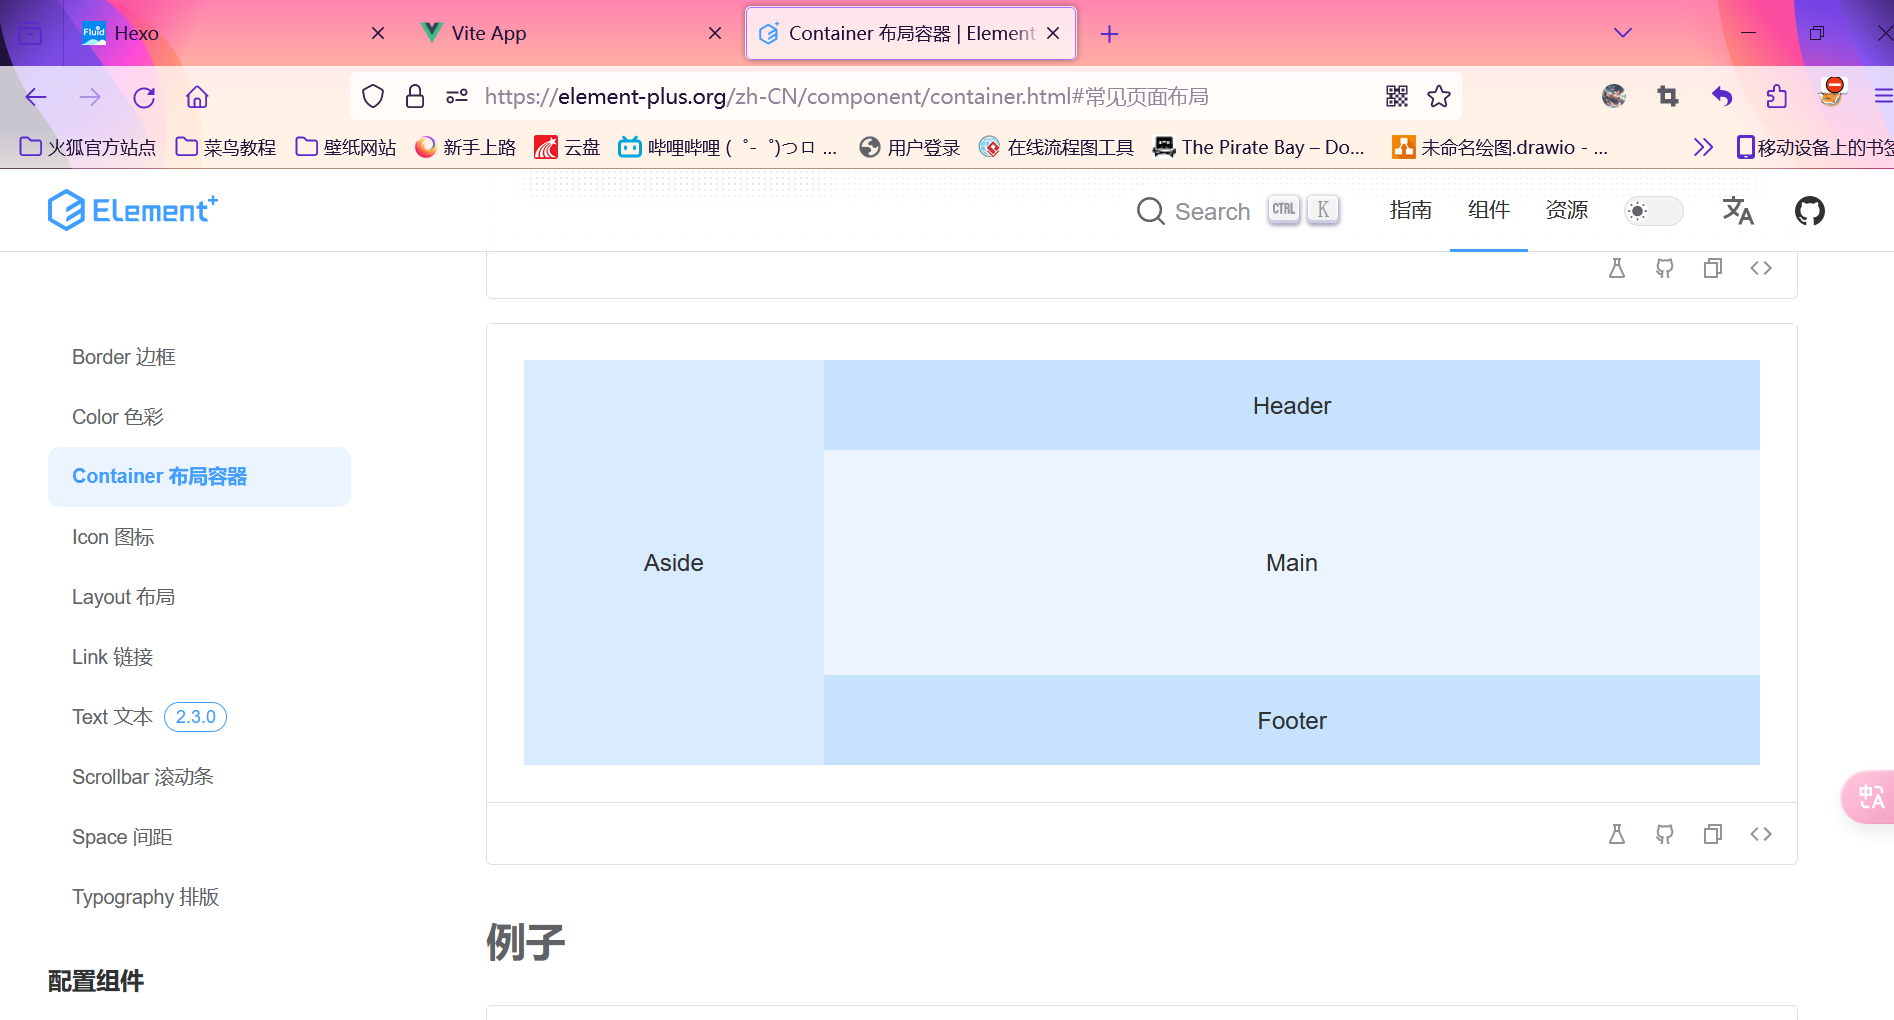 Fluid Hexo
Vite App
Container 布局容器 | Element
https://element-plus.org/zh-CN/component/container.html#常见页面布局
火狐官方站点
菜鸟教程
壁纸网站
新手上路
云盘
哔哩哔哩 (゜-゜)つロ ...
用户登录
在线流程图工具
The Pirate Bay – Do...
未命名绘图.drawio - ...
移动设备上的书签
Element+
Search
CTRL K
指南
组件
资源
文A
Border 边框
Color 色彩
Container 布局容器
Icon 图标
Layout 布局
Link 链接
Text 文本 2.3.0
Scrollbar 滚动条
Space 间距
Typography 排版
配置组件
Header
Aside
Main
Footer
例子
中A